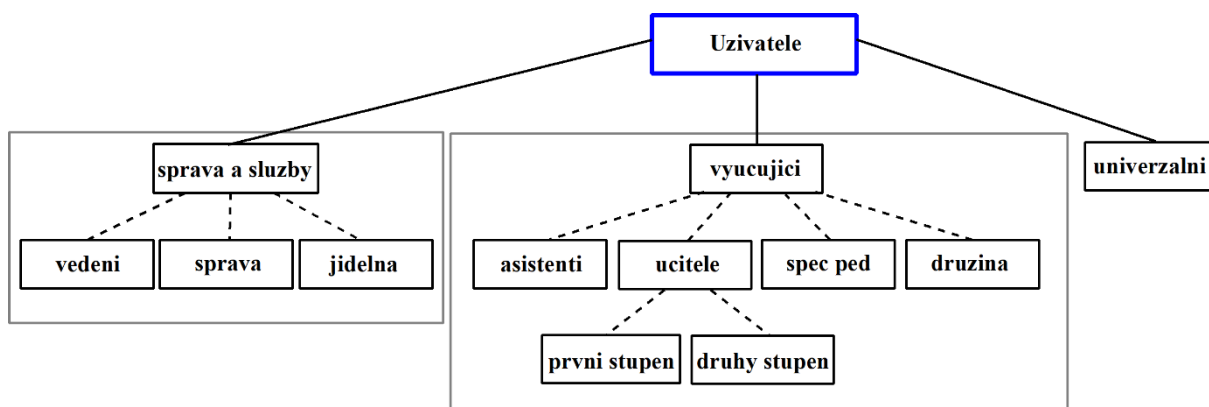 Uzivatele
sprava a sluzby
vyucujici
univerzalni
vedeni
sprava
jidelna
asistenti
ucitele
spec ped
druzina
prvni stupen
druhy stupen